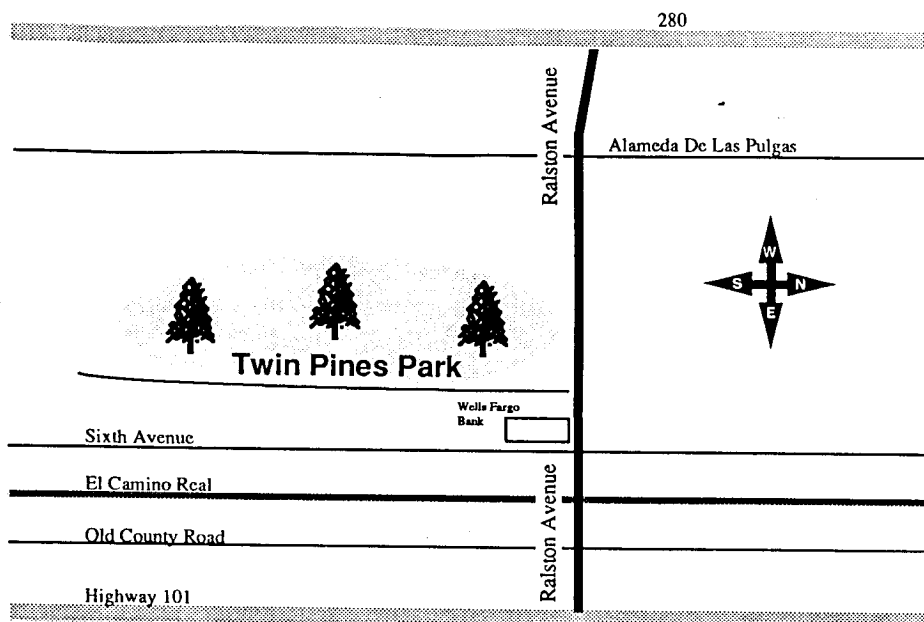 280
Ralston Avenue
Alameda De Las Pulgas
W
S N
E
Twin Pines Park
Wells Fargo
Bank
Sixth Avenue
El Camino Real
Ralston Avenue
Old County Road
Highway 101